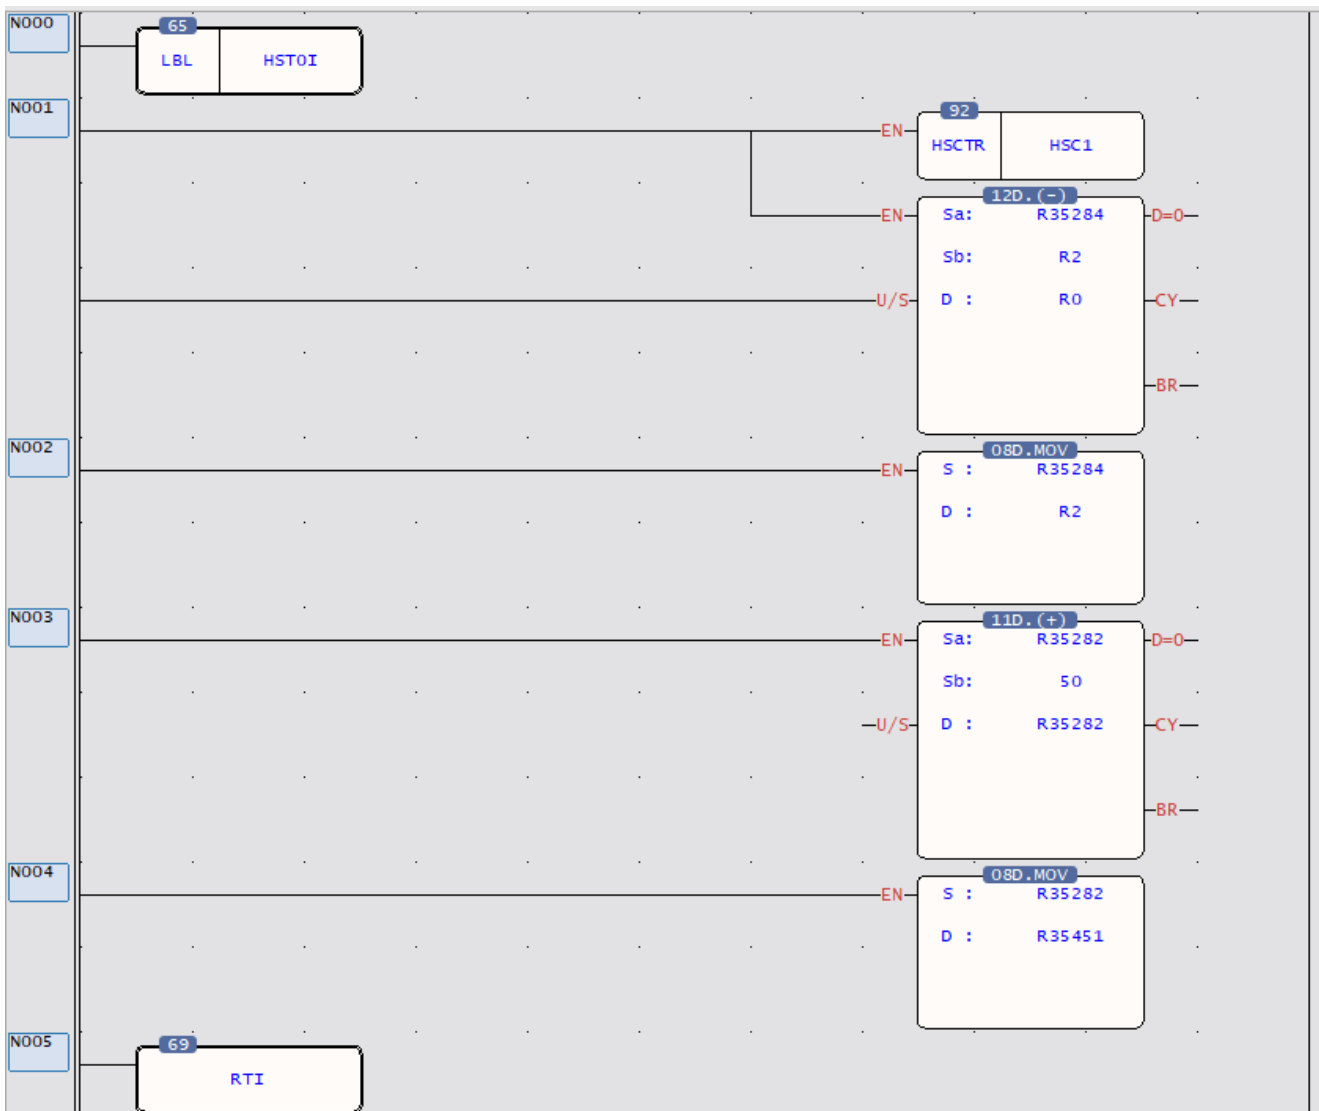 N000
65
LBL HSTOI
N001
92
EN HSCTR HSC1
12D.(-)
EN Sa: R35284 D=0
Sb: R2
U/S D : R0 CY
BR
N002
08D.MOV
EN S : R35284
D : R2
N003
11D.(+)
EN Sa: R35282 D=0
Sb: 50
U/S D : R35282 CY
BR
N004
08D.MOV
EN S : R35282
D : R35451
N005
69
RTI